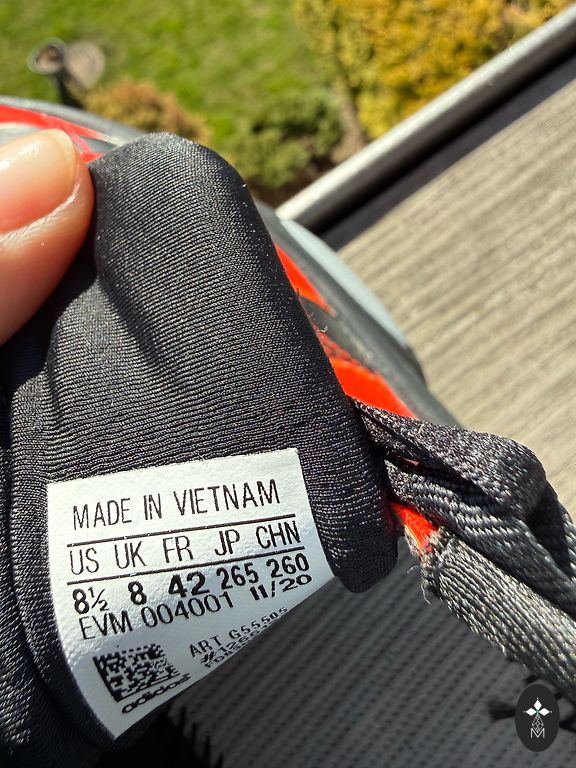 MADE IN VIETNAM
US UK FR JP CHN
8½ 8 42 265 260
EVM 004001 11/20
ART G55505
adidas
M